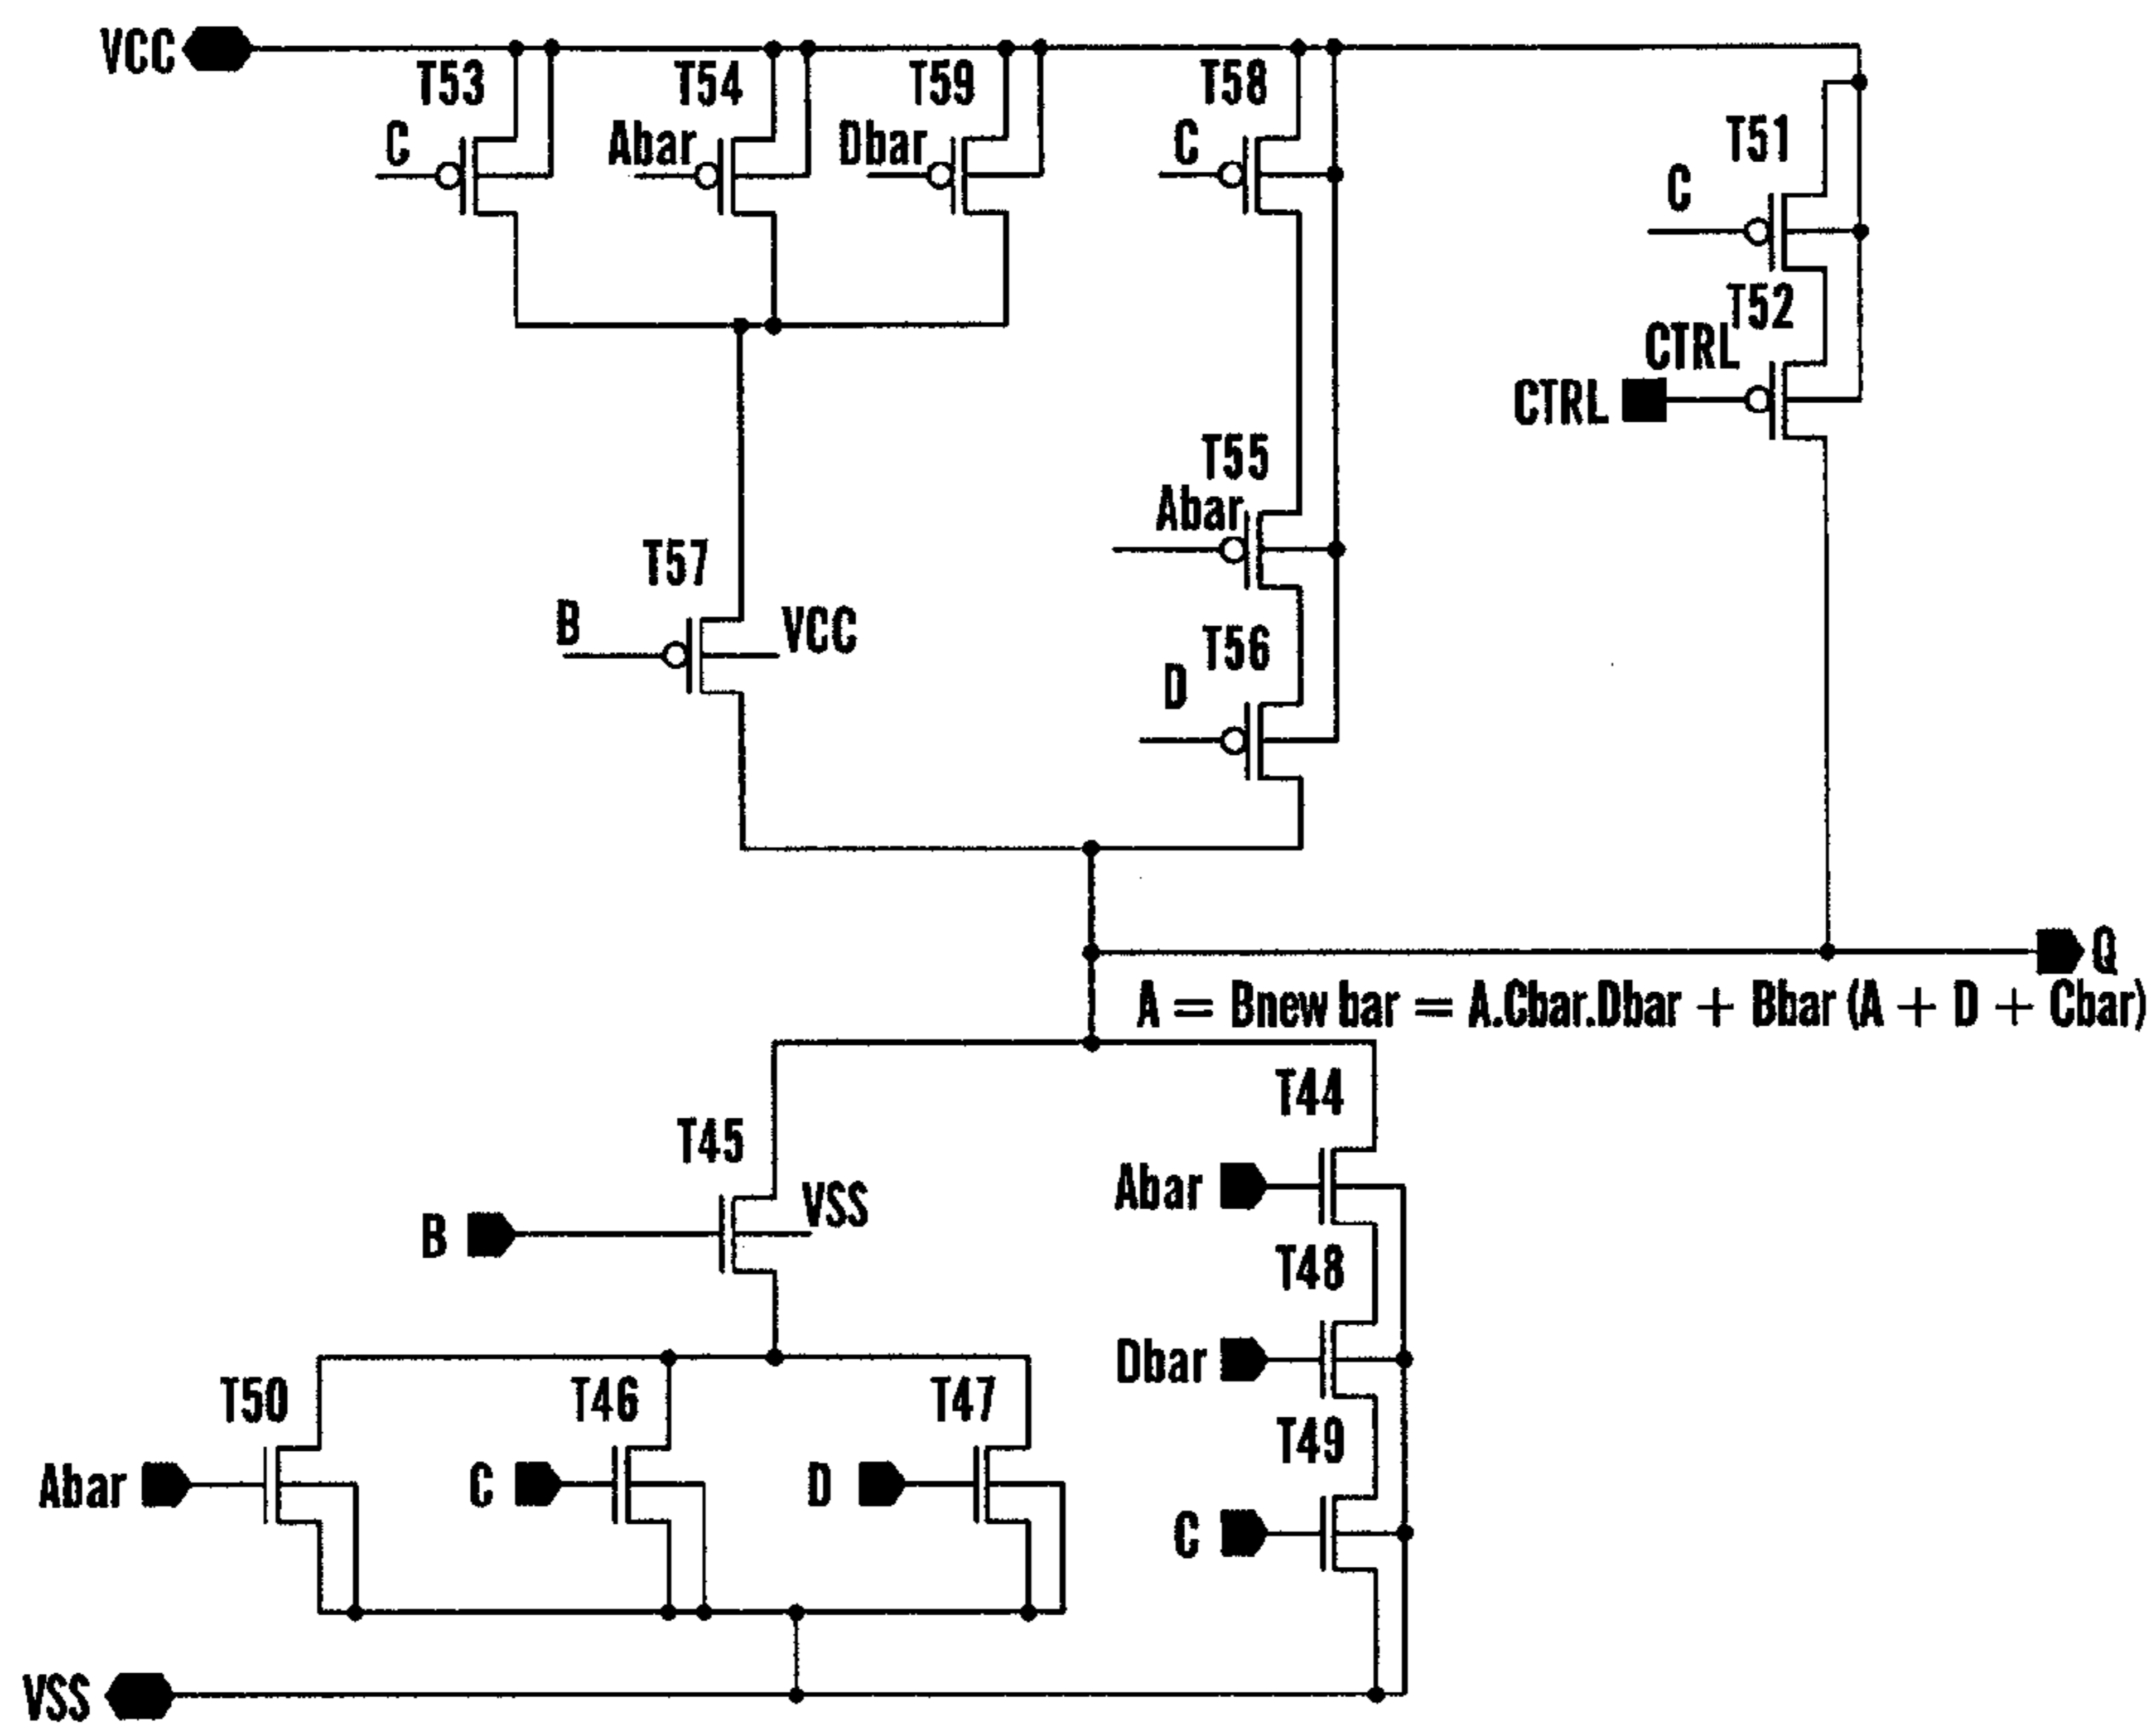 VCC
T53
T54
T59
T58
T51
C
Abar
Dbar
C
C
T52
CTRL
CTRL
T55
Abar
T57
B
VCC
T56
D
Q
A = Bnew bar = A.Cbar.Dbar + Bbar (A + D + Cbar)
T44
T45
Abar
VSS
B
T48
Dbar
T50
T46
T47
T49
Abar
C
D
C
VSS